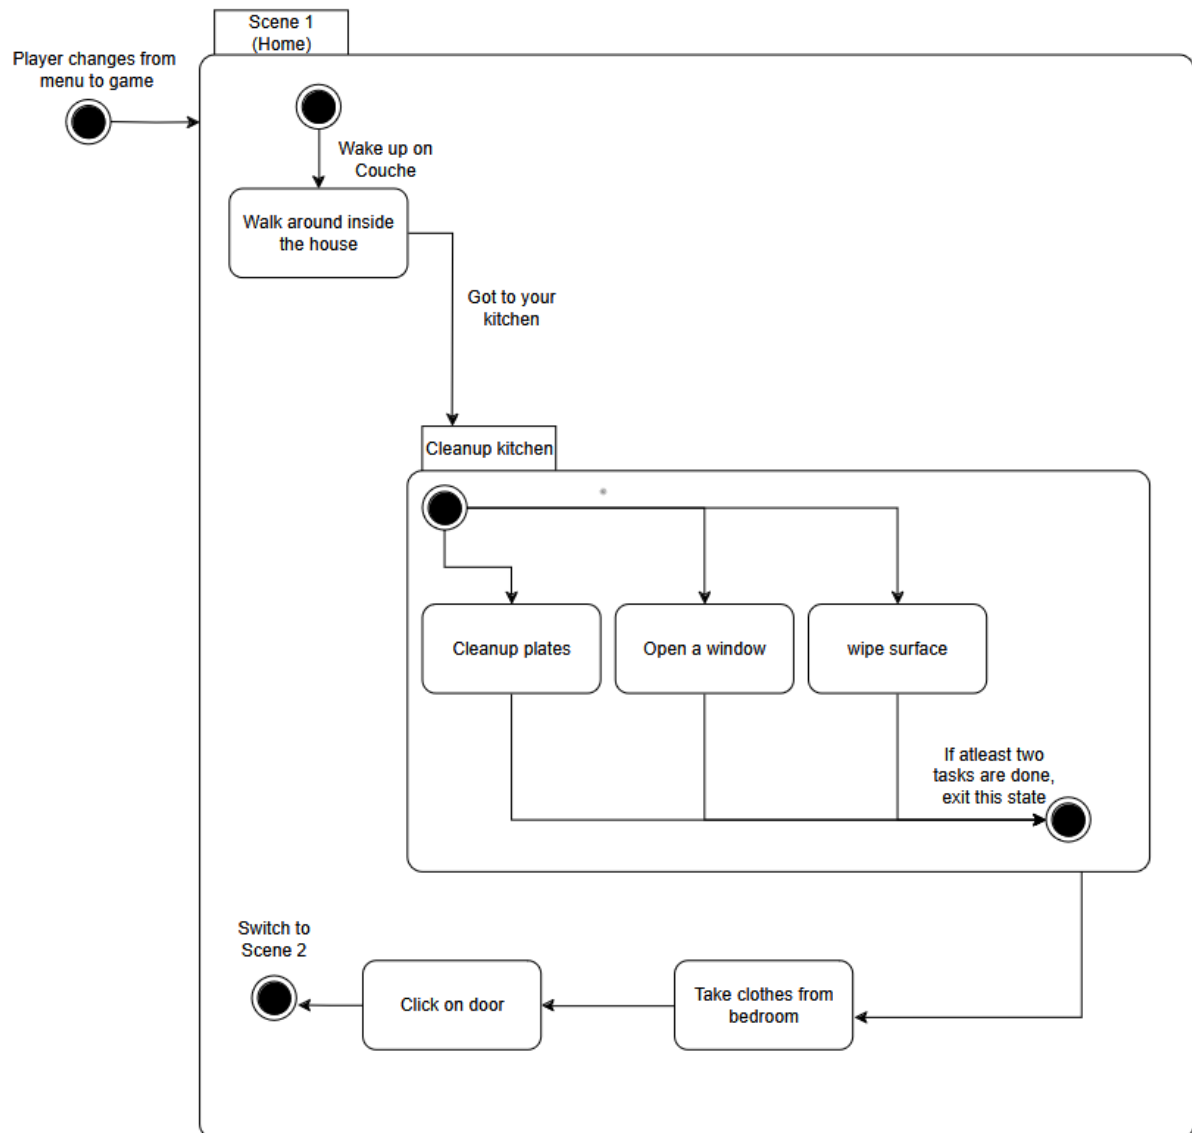 Scene 1
(Home)
Player changes from
menu to game
Wake up on
Couche
Walk around inside
the house
Got to your
kitchen
Cleanup kitchen
Cleanup plates
Open a window
wipe surface
If atleast two
tasks are done,
exit this state
Switch to
Scene 2
Click on door
Take clothes from
bedroom